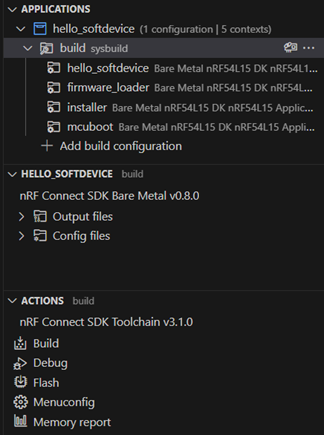 APPLICATIONS
hello_softdevice (1 configuration | 5 contexts)
build sysbuild
hello_softdevice Bare Metal nRF54L15 DK nRF54L1...
firmware_loader Bare Metal nRF54L15 DK nRF54L15...
installer Bare Metal nRF54L15 DK nRF54L15 Applic...
mcuboot Bare Metal nRF54L15 DK nRF54L15 Appli...
Add build configuration
HELLO_SOFTDEVICE build
nRF Connect SDK Bare Metal v0.8.0
Output files
Config files
ACTIONS build
nRF Connect SDK Toolchain v3.1.0
Build
Debug
Flash
Menuconfig
Memory report